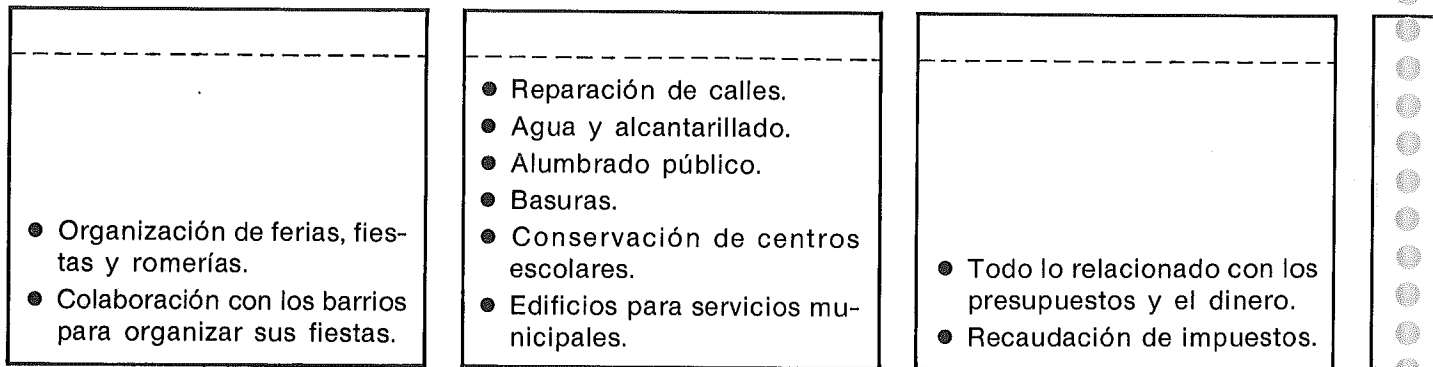 ● Organización de ferias, fies-
tas y romerías.
● Colaboración con los barrios
para organizar sus fiestas.
● Reparación de calles.
● Agua y alcantarillado.
● Alumbrado público.
● Basuras.
● Conservación de centros
escolares.
● Edificios para servicios mu-
nicipales.
● Todo lo relacionado con los
presupuestos y el dinero.
● Recaudación de impuestos.